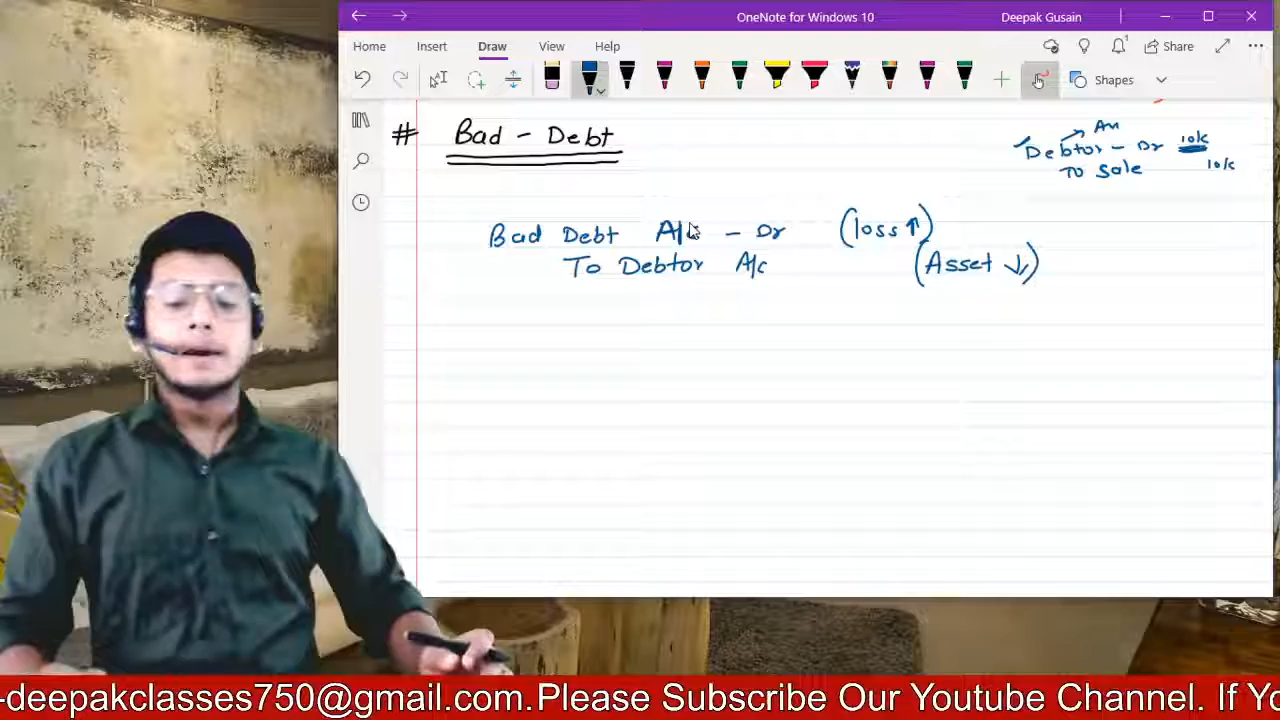 OneNote for Windows 10
Deepak Gusain
Home Insert Draw View Help
Share
Shapes
# Bad - Debt
An
Debtor - Dr 10k
To Sale 10k
Bad Debt A/c - Dr (loss ↑)
To Debtor A/c (Asset ↓)
-deepakclasses750@gmail.com.Please Subscribe Our Youtube Channel. If Yo